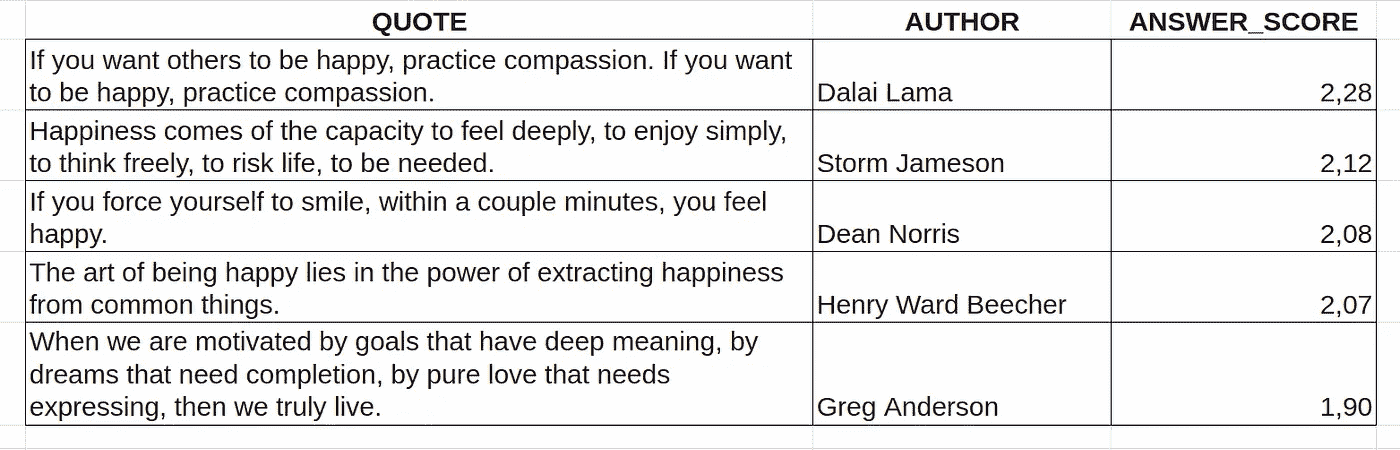 QUOTE AUTHOR ANSWER_SCORE
If you want others to be happy, practice compassion. If you want
to be happy, practice compassion. Dalai Lama 2,28
Happiness comes of the capacity to feel deeply, to enjoy simply,
to think freely, to risk life, to be needed. Storm Jameson 2,12
If you force yourself to smile, within a couple minutes, you feel
happy. Dean Norris 2,08
The art of being happy lies in the power of extracting happiness
from common things. Henry Ward Beecher 2,07
When we are motivated by goals that have deep meaning, by
dreams that need completion, by pure love that needs
expressing, then we truly live. Greg Anderson 1,90